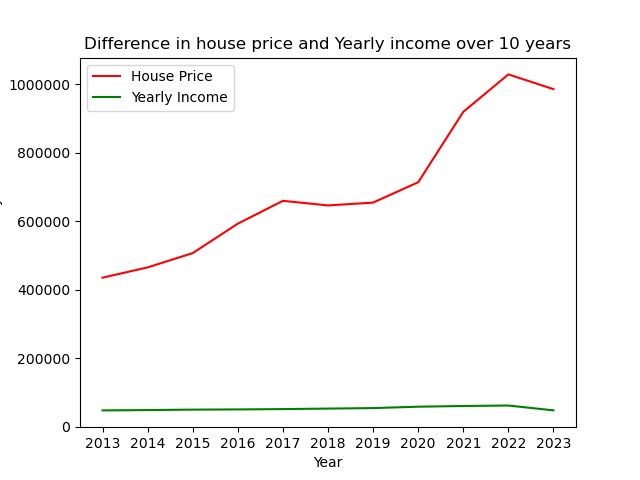 Difference in house price and Yearly income over 10 years
House Price
Yearly Income
1000000
800000
600000
400000
200000
0
2013 2014 2015 2016 2017 2018 2019 2020 2021 2022 2023
Year